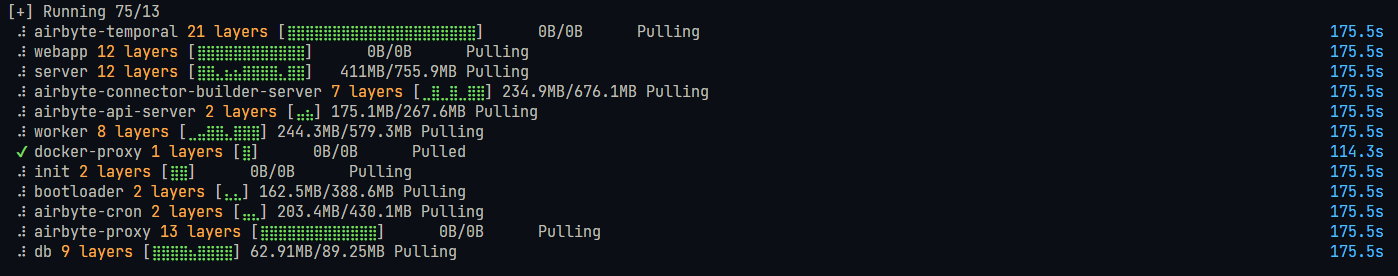 [+] Running 75/13
⠼ airbyte-temporal 21 layers [⣿⣿⣿⣿⣿⣿⣿⣿⣿⣿⣿⣿⣿⣿⣿⣿⣿⣿⣿⣿⣿] 0B/0B Pulling 175.5s
⠼ webapp 12 layers [⣿⣿⣿⣿⣿⣿⣿⣿⣿⣿⣿⣿] 0B/0B Pulling 175.5s
⠼ server 12 layers [⣿⣿⣄⣦⣦⣿⣿⣿⣿⣄⣿⣿] 411MB/755.9MB Pulling 175.5s
⠼ airbyte-connector-builder-server 7 layers [⣀⣿⣀⣿⣀⣿⣿] 234.9MB/676.1MB Pulling 175.5s
⠼ airbyte-api-server 2 layers [⣤⣦] 175.1MB/267.6MB Pulling 175.5s
⠼ worker 8 layers [⣀⣤⣿⣿⣄⣿⣿⣿] 244.3MB/579.3MB Pulling 175.5s
✔ docker-proxy 1 layers [⣿] 0B/0B Pulled 114.3s
⠼ init 2 layers [⣿⣿] 0B/0B Pulling 175.5s
⠼ bootloader 2 layers [⣄⣤] 162.5MB/388.6MB Pulling 175.5s
⠼ airbyte-cron 2 layers [⣤⣄] 203.4MB/430.1MB Pulling 175.5s
⠼ airbyte-proxy 13 layers [⣿⣿⣿⣿⣿⣿⣿⣿⣿⣿⣿⣿⣿] 0B/0B Pulling 175.5s
⠼ db 9 layers [⣿⣿⣿⣿⣦⣿⣿⣿⣿] 62.91MB/89.25MB Pulling 175.5s